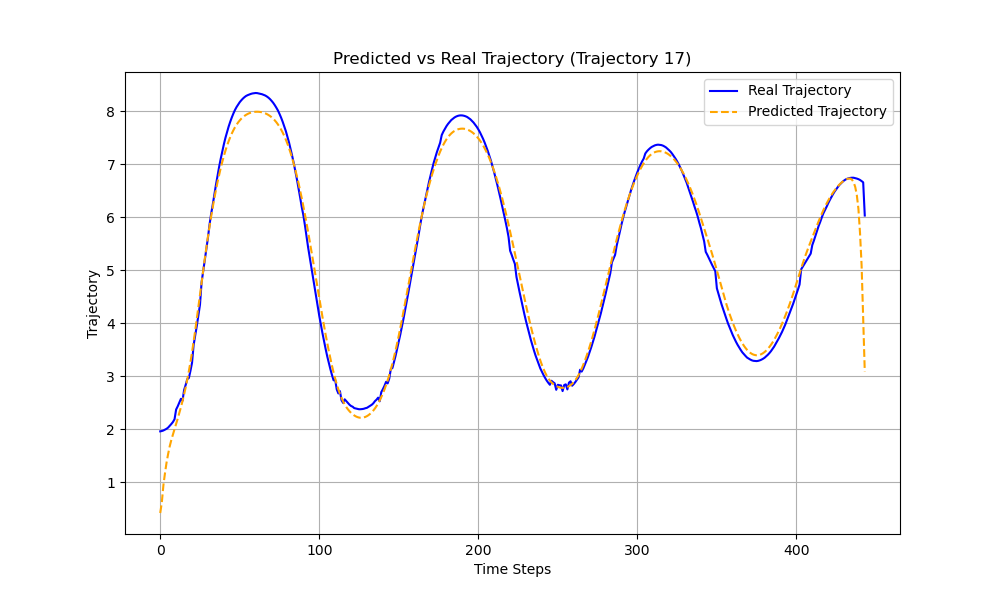 Predicted vs Real Trajectory (Trajectory 17)
Real Trajectory
Predicted Trajectory
8
7
6
5
4
3
2
1
Trajectory
0 100 200 300 400
Time Steps